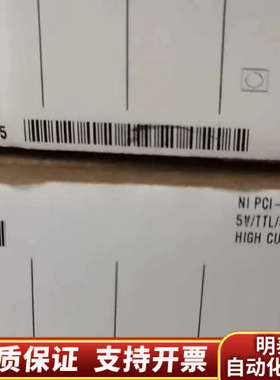 5
NI PCI-
5V/TTL/
HIGH CU
质保证 支持开票
明
自动化